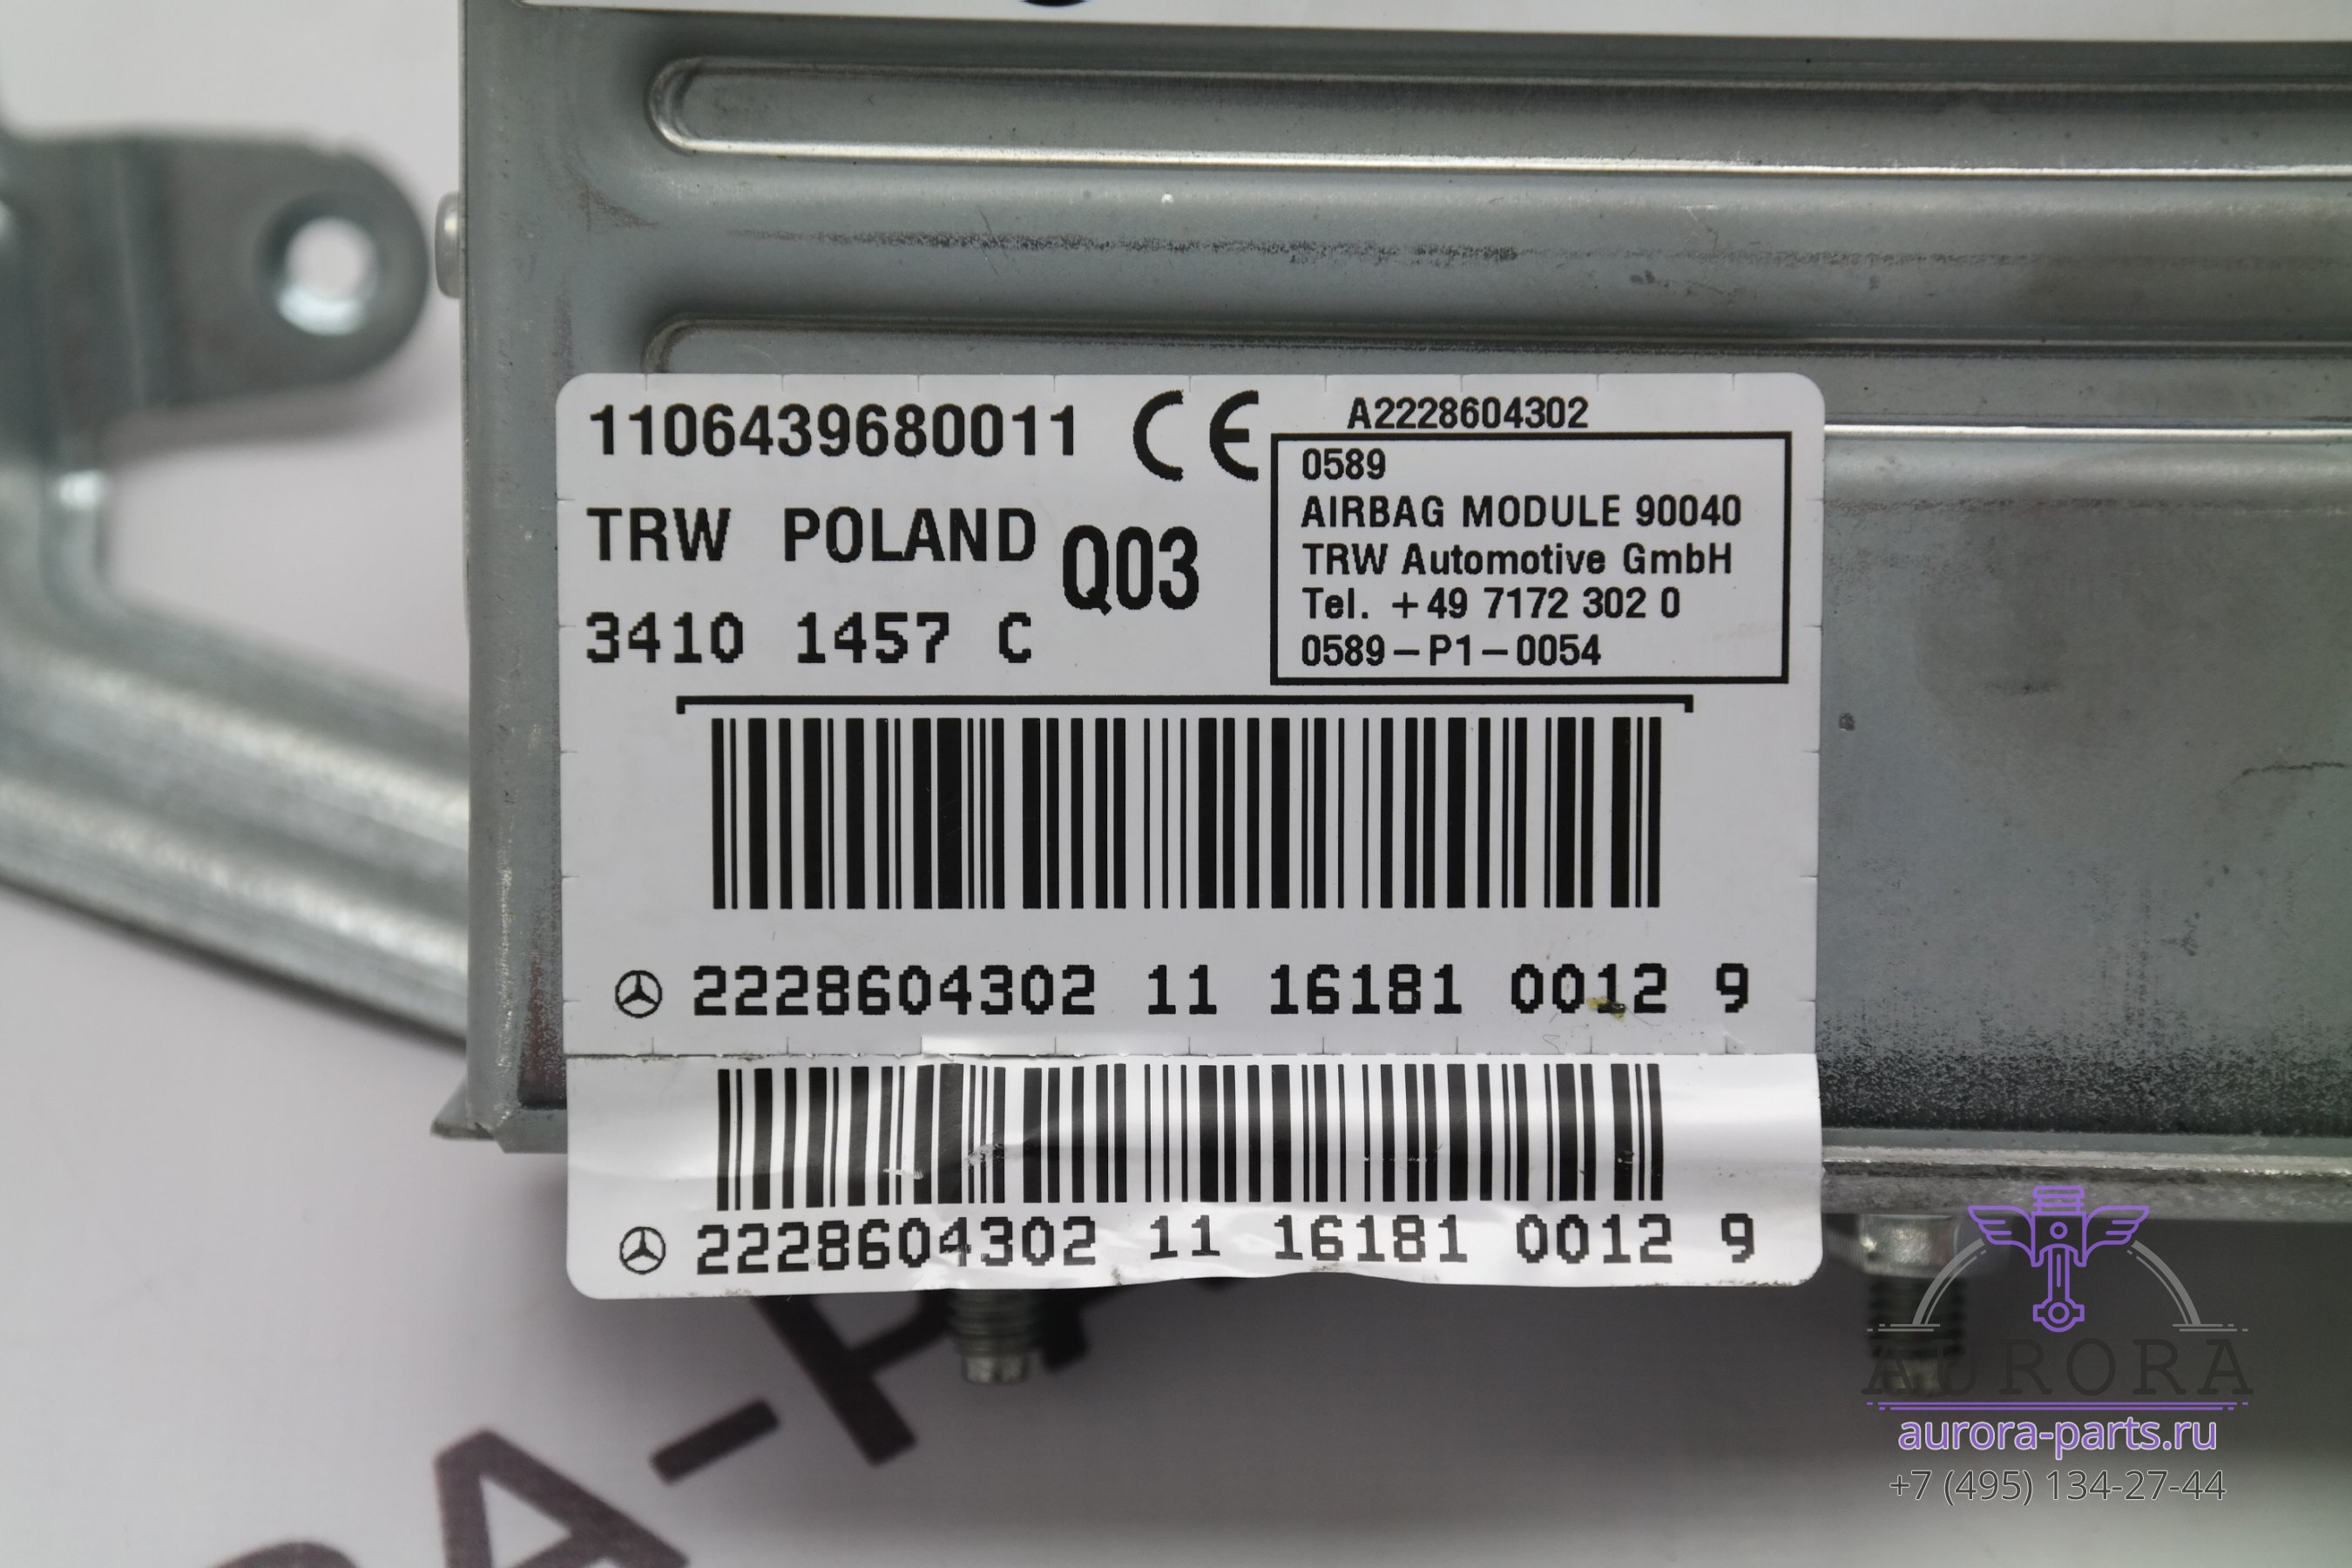 1106439680011
CE
A2228604302
TRW POLAND
Q03
3410 1457 C
0589
AIRBAG MODULE 90040
TRW Automotive GmbH
Tel. +49 7172 302 0
0589-P1-0054
2228604302 11 16181 0012 9
2228604302 11 16181 0012 9
AURORA
aurora-parts.ru
+7 (495) 134-27-44